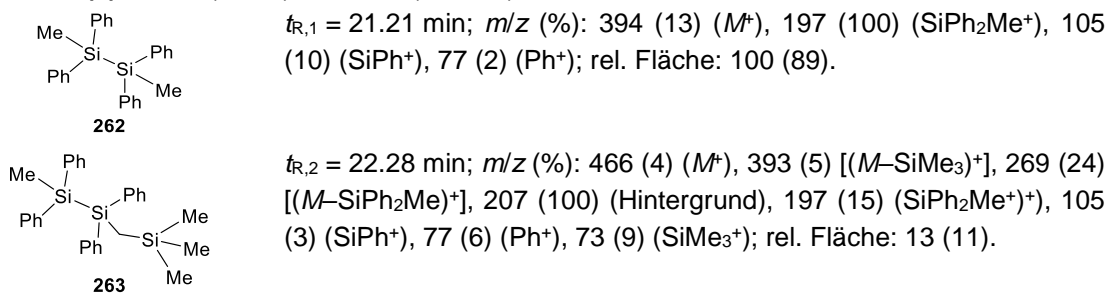 Me
Ph
Si
Ph
Ph
Si
Ph
Me
262
t_R,1 = 21.21 min; m/z (%): 394 (13) (M⁺), 197 (100) (SiPh₂Me⁺), 105
(10) (SiPh⁺), 77 (2) (Ph⁺); rel. Fläche: 100 (89).
Me
Ph
Si
Ph
Ph
Si
Ph
Si
Me
Me
Me
263
t_R,2 = 22.28 min; m/z (%): 466 (4) (M⁺), 393 (5) [(M–SiMe₃)⁺], 269 (24)
[(M–SiPh₂Me)⁺], 207 (100) (Hintergrund), 197 (15) (SiPh₂Me⁺)⁺), 105
(3) (SiPh⁺), 77 (6) (Ph⁺), 73 (9) (SiMe₃⁺); rel. Fläche: 13 (11).